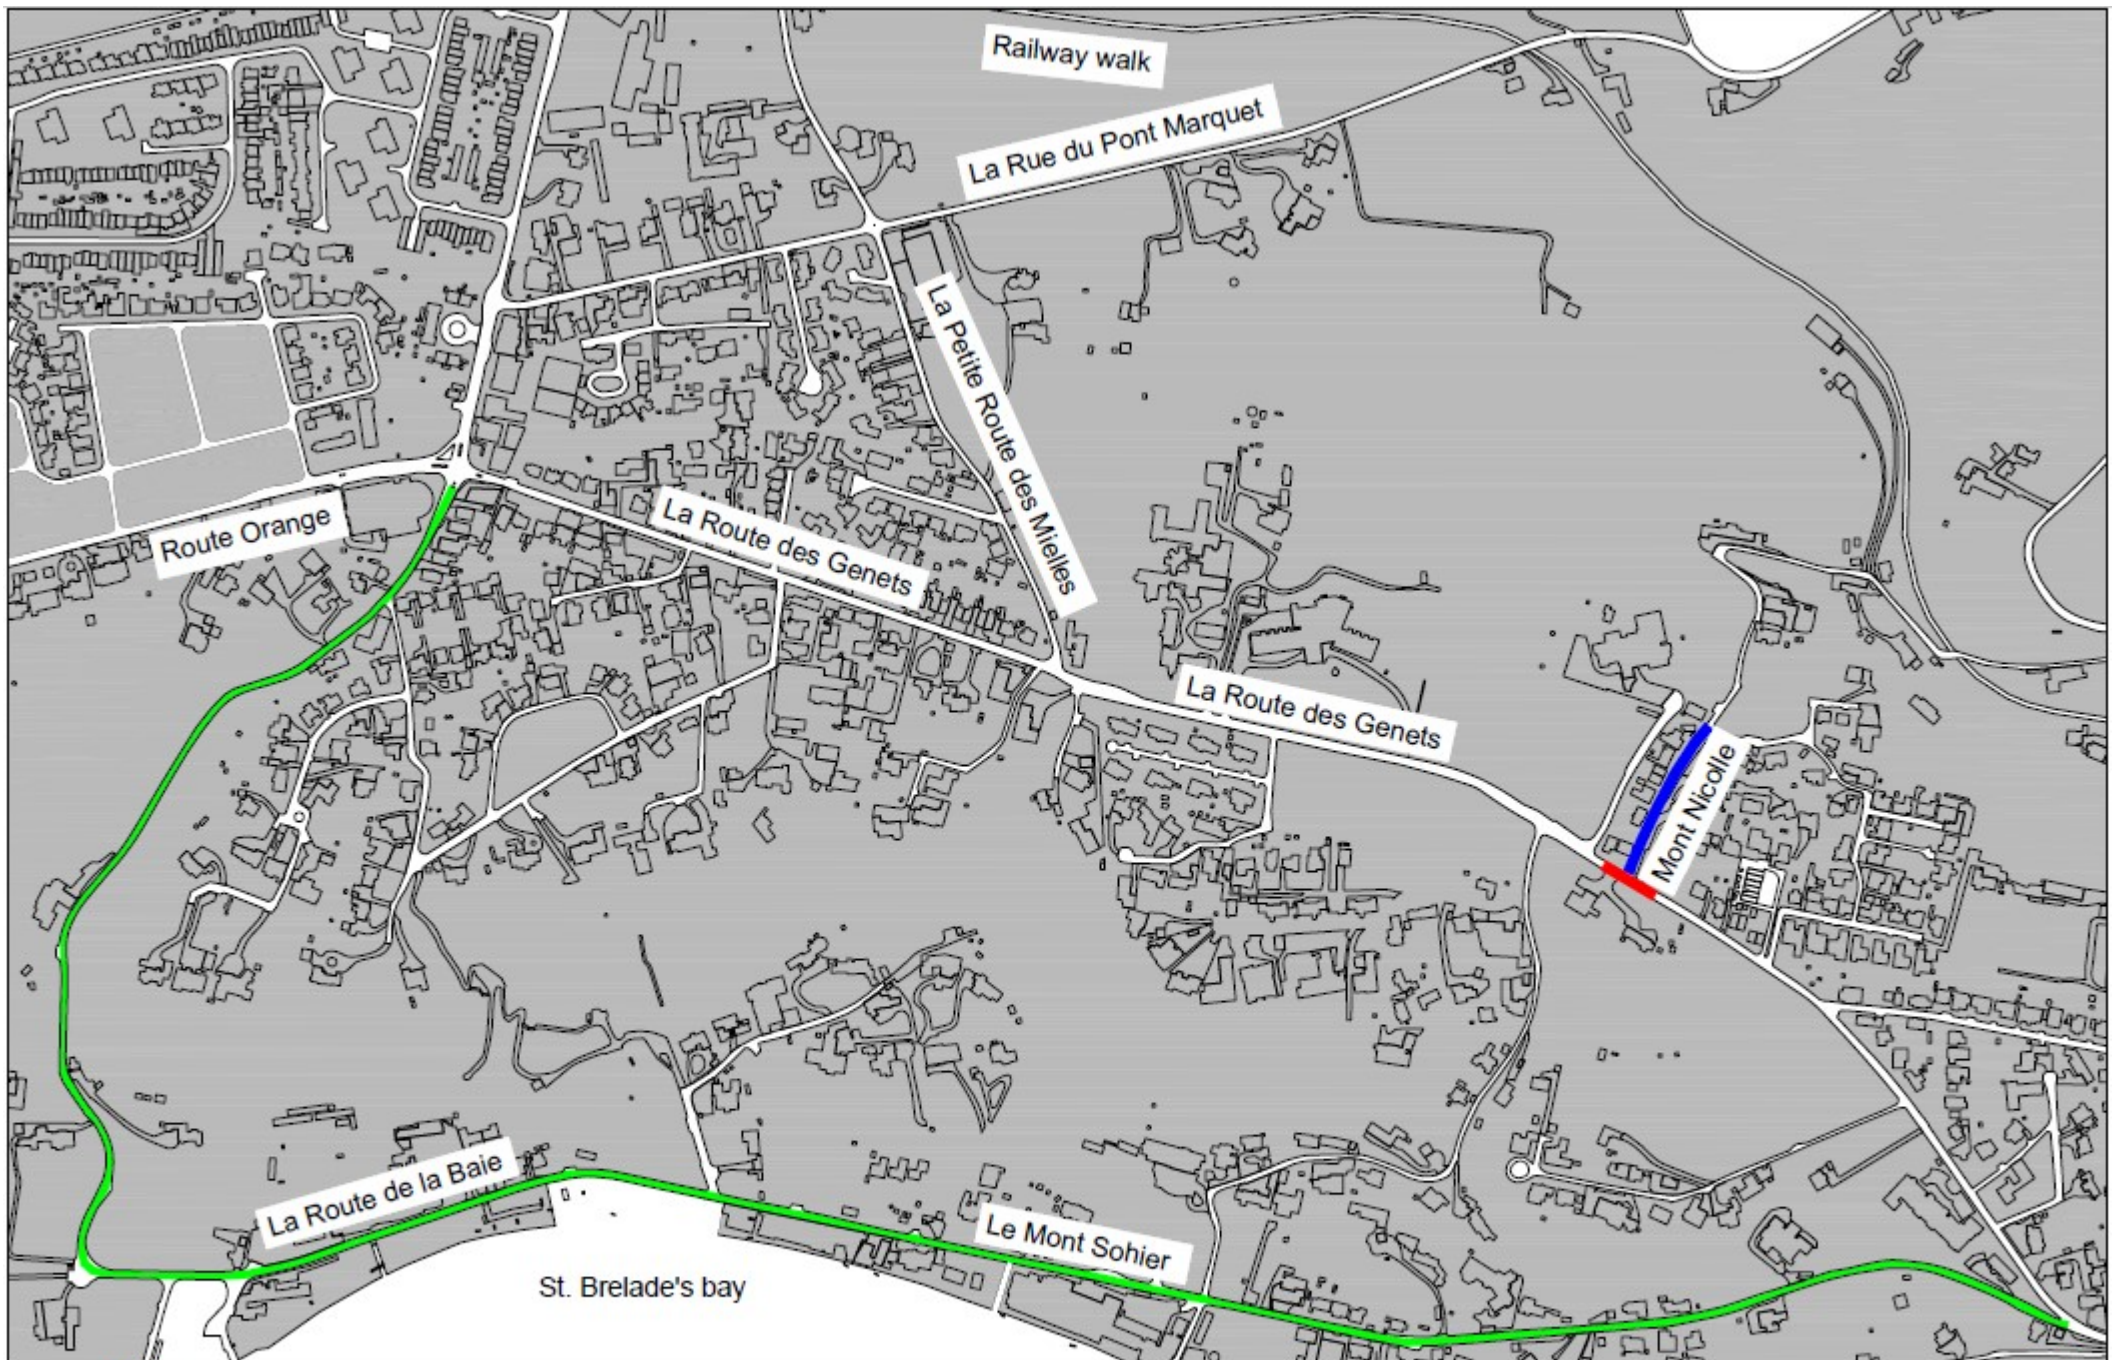 Railway walk
La Rue du Pont Marquet
La Petite Route des Mielles
Route Orange
La Route des Genets
La Route des Genets
Mont Nicolle
La Route de la Baie
Le Mont Sohier
St. Brelade's bay